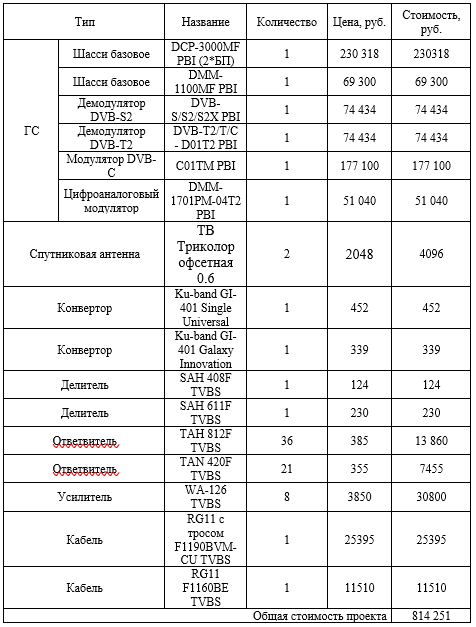 Тип Название Количество Цена, руб. Стоимость, руб.
ГС
Шасси базовое DCP-3000MF PBI (2*БП) 1 230 318 230318
Шасси базовое DMM-1100MF PBI 1 69 300 69 300
Демодулятор DVB-S2 DVB-S/S2/S2X PBI 1 74 434 74 434
Демодулятор DVB-T2 DVB-T2/T/C - D01T2 PBI 1 74 434 74 434
Модулятор DVB-C C01TM PBI 1 177 100 177 100
Цифроаналоговый модулятор DMM-1701PM-04T2 PBI 1 51 040 51 040
Спутниковая антенна ТВ Триколор офсетная 0.6 2 2048 4096
Конвертор Ku-band GI-401 Single Universal 1 452 452
Конвертор Ku-band GI-401 Galaxy Innovation 1 339 339
Делитель SAH 408F TVBS 1 124 124
Делитель SAH 611F TVBS 1 230 230
Ответвитель TAH 812F TVBS 36 385 13 860
Ответвитель TAN 420F TVBS 21 355 7455
Усилитель WA-126 TVBS 8 3850 30800
Кабель RG11 с тросом F1190BVM-CU TVBS 1 25395 25395
Кабель RG11 F1160BE TVBS 1 11510 11510
Общая стоимость проекта 814 251